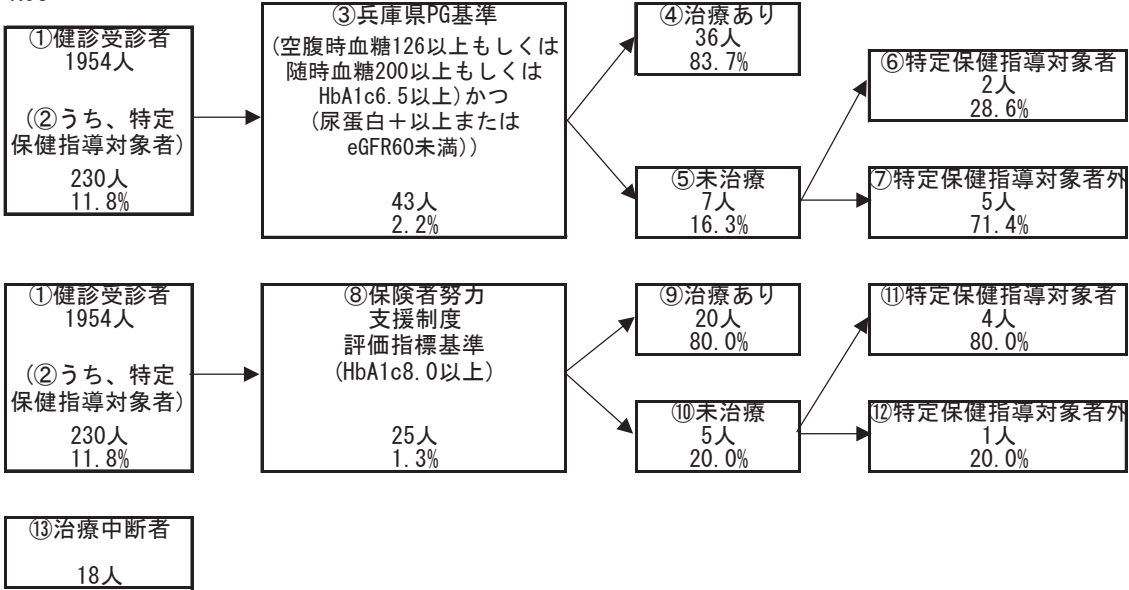 ①健診受診者
1954人
(②うち、特定
保健指導対象者)
230人
11.8%
③兵庫県PG基準
(空腹時血糖126以上もしくは
随時血糖200以上もしくは
HbA1c6.5以上)かつ
(尿蛋白＋以上または
eGFR60未満))
43人
2.2%
④治療あり
36人
83.7%
⑤未治療
7人
16.3%
⑥特定保健指導対象者
2人
28.6%
⑦特定保健指導対象者外
5人
71.4%
①健診受診者
1954人
(②うち、特定
保健指導対象者)
230人
11.8%
⑧保険者努力
支援制度
評価指標基準
(HbA1c8.0以上)
25人
1.3%
⑨治療あり
20人
80.0%
⑩未治療
5人
20.0%
⑪特定保健指導対象者
4人
80.0%
⑫特定保健指導対象者外
1人
20.0%
⑬治療中断者
18人